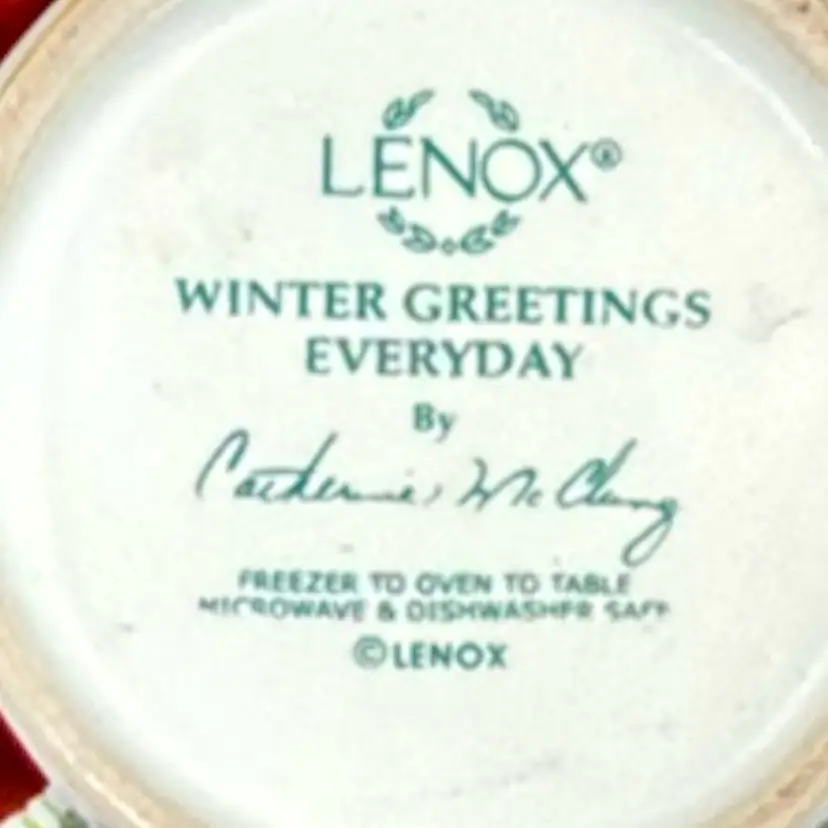 LENOX®
WINTER GREETINGS
EVERYDAY
By
Catherine McClung
FREEZER TO OVEN TO TABLE
MICROWAVE & DISHWASHER SAFE
©LENOX